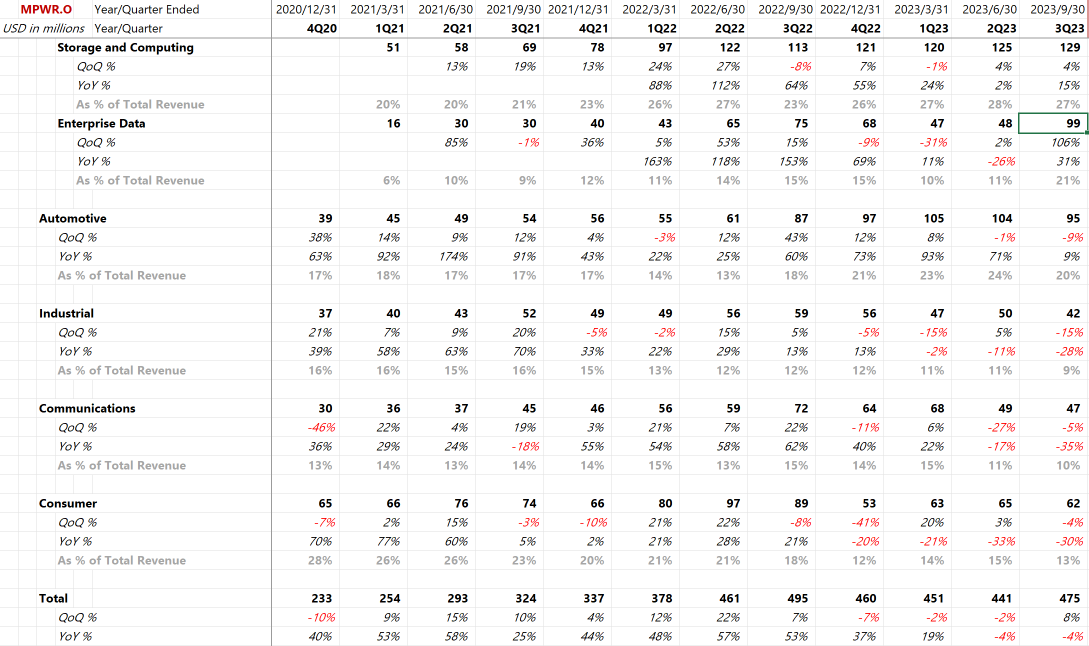 MPWR.O Year/Quarter Ended 2020/12/31 2021/3/31 2021/6/30 2021/9/30 2021/12/31 2022/3/31 2022/6/30 2022/9/30 2022/12/31 2023/3/31 2023/6/30 2023/9/30
USD in millions Year/Quarter 4Q20 1Q21 2Q21 3Q21 4Q21 1Q22 2Q22 3Q22 4Q22 1Q23 2Q23 3Q23
Storage and Computing 51 58 69 78 97 122 113 121 120 125 129
QoQ % 13% 19% 13% 24% 27% -8% 7% -1% 4% 4%
YoY % 88% 112% 64% 55% 24% 2% 15%
As % of Total Revenue 20% 20% 21% 23% 26% 27% 23% 26% 27% 28% 27%
Enterprise Data 16 30 30 40 43 65 75 68 47 48 99
QoQ % 85% -1% 36% 5% 53% 15% -9% -31% 2% 106%
YoY % 163% 118% 153% 69% 11% -26% 31%
As % of Total Revenue 6% 10% 9% 12% 11% 14% 15% 15% 10% 11% 21%
Automotive 39 45 49 54 56 55 61 87 97 105 104 95
QoQ % 38% 14% 9% 12% 4% -3% 12% 43% 12% 8% -1% -9%
YoY % 63% 92% 174% 91% 43% 22% 25% 60% 73% 93% 71% 9%
As % of Total Revenue 17% 18% 17% 17% 17% 14% 13% 18% 21% 23% 24% 20%
Industrial 37 40 43 52 49 49 56 59 56 47 50 42
QoQ % 21% 7% 9% 20% -5% -2% 15% 5% -5% -15% 5% -15%
YoY % 39% 58% 63% 70% 33% 22% 29% 13% 13% -2% -11% -28%
As % of Total Revenue 16% 16% 15% 16% 15% 13% 12% 12% 12% 11% 11% 9%
Communications 30 36 37 45 46 56 59 72 64 68 49 47
QoQ % -46% 22% 4% 19% 3% 21% 7% 22% -11% 6% -27% -5%
YoY % 36% 29% 24% -18% 55% 54% 58% 62% 40% 22% -17% -35%
As % of Total Revenue 13% 14% 13% 14% 14% 15% 13% 15% 14% 15% 11% 10%
Consumer 65 66 76 74 66 80 97 89 53 63 65 62
QoQ % -7% 2% 15% -3% -10% 21% 22% -8% -41% 20% 3% -4%
YoY % 70% 77% 60% 5% 2% 21% 28% 21% -20% -21% -33% -30%
As % of Total Revenue 28% 26% 26% 23% 20% 21% 21% 18% 12% 14% 15% 13%
Total 233 254 293 324 337 378 461 495 460 451 441 475
QoQ % -10% 9% 15% 10% 4% 12% 22% 7% -7% -2% -2% 8%
YoY % 40% 53% 58% 25% 44% 48% 57% 53% 37% 19% -4% -4%